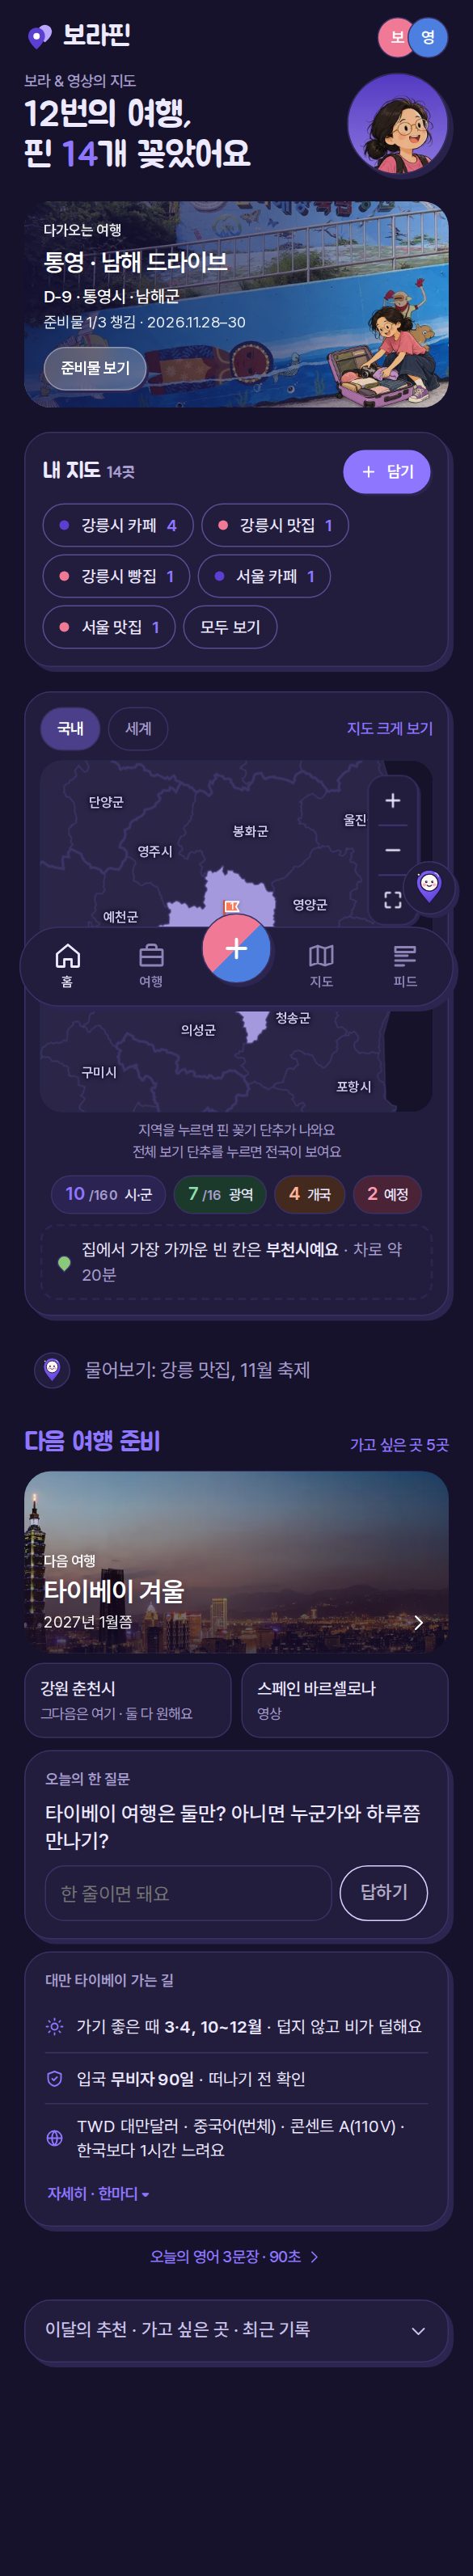 보라핀
보 영
보라 & 영상의 지도
12번의 여행,
핀 14개 꽂았어요
다가오는 여행
통영 · 남해 드라이브
D-9 · 통영시 · 남해군
준비물 1/3 챙김 · 2026.11.28–30
준비물 보기
내 지도 14곳
+ 담기
강릉시 카페 4
강릉시 맛집 1
강릉시 빵집 1
서울 카페 1
서울 맛집 1
모두 보기
국내
세계
지도 크게 보기
단양군
울진
봉화군
영주시
영양군
예천군
홈
여행
지도
피드
청송군
의성군
구미시
포항시
지역을 누르면 핀 꽂기 단추가 나와요
전체 보기 단추를 누르면 전국이 보여요
10 /160 시·군
7 /16 광역
4 개국
2 예정
집에서 가장 가까운 빈 칸은 부천시예요 · 차로 약
20분
물어보기: 강릉 맛집, 11월 축제
다음 여행 준비
가고 싶은 곳 5곳
다음 여행
타이베이 겨울
2027년 1월쯤
강원 춘천시
그다음은 여기 · 둘 다 원해요
스페인 바르셀로나
영상
오늘의 한 질문
타이베이 여행은 둘만? 아니면 누군가와 하루쯤
만나기?
한 줄이면 돼요
답하기
대만 타이베이 가는 길
가기 좋은 때 3·4, 10~12월 · 덥지 않고 비가 덜해요
입국 무비자 90일 · 떠나기 전 확인
TWD 대만달러 · 중국어(번체) · 콘센트 A(110V) ·
한국보다 1시간 느려요
자세히 · 한마디
오늘의 영어 3문장 · 90초
이달의 추천 · 가고 싶은 곳 · 최근 기록